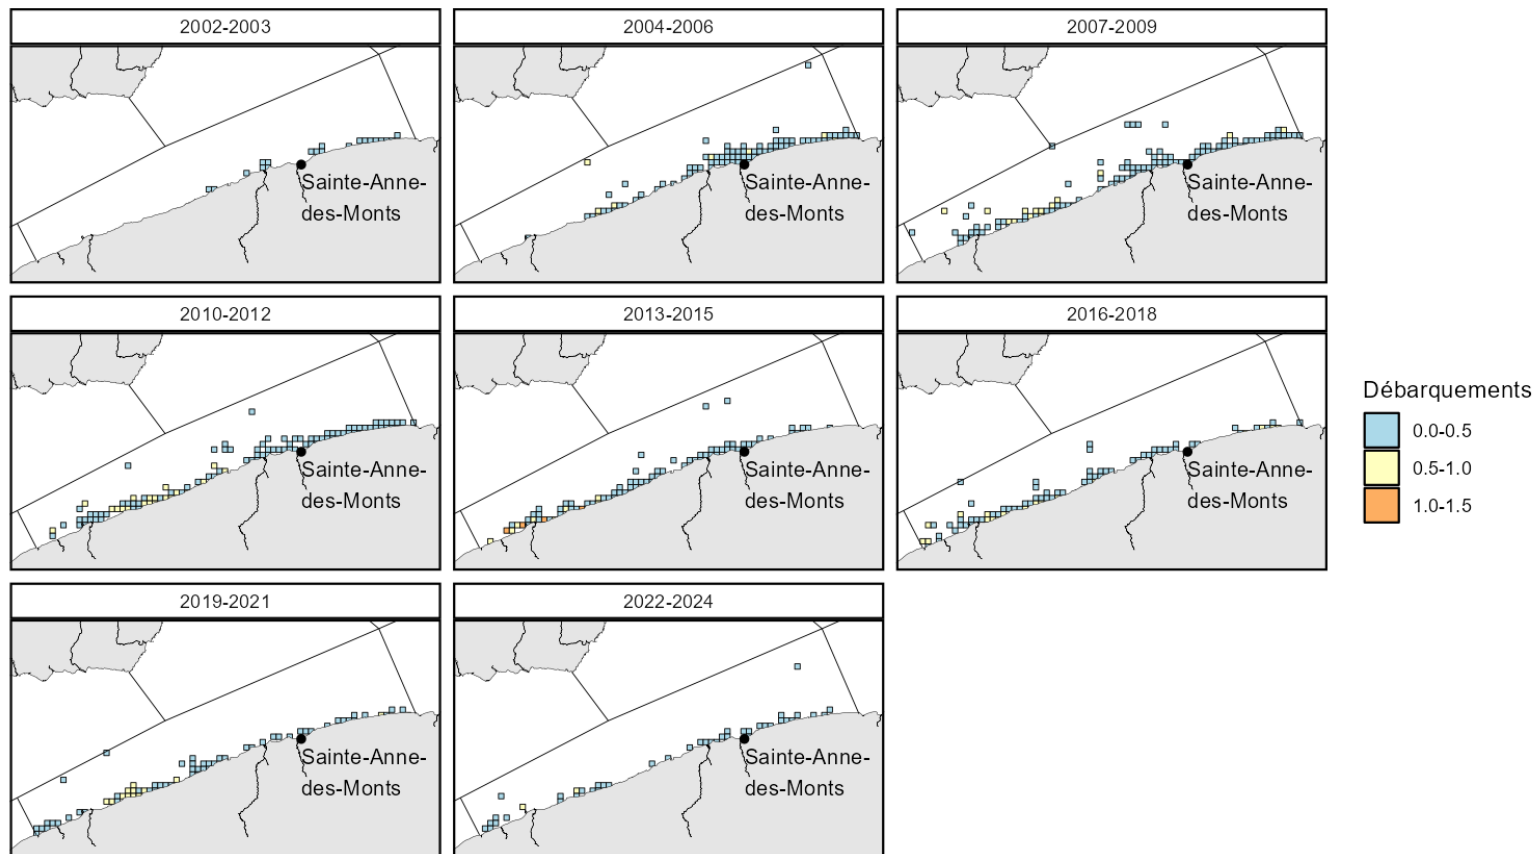 2002-2003
2004-2006
2007-2009
Sainte-Anne-
des-Monts
Sainte-Anne-
des-Monts
Sainte-Anne-
des-Monts
2010-2012
2013-2015
2016-2018
Sainte-Anne-
des-Monts
Sainte-Anne-
des-Monts
Sainte-Anne-
des-Monts
Débarquements
0.0-0.5
0.5-1.0
1.0-1.5
2019-2021
2022-2024
Sainte-Anne-
des-Monts
Sainte-Anne-
des-Monts